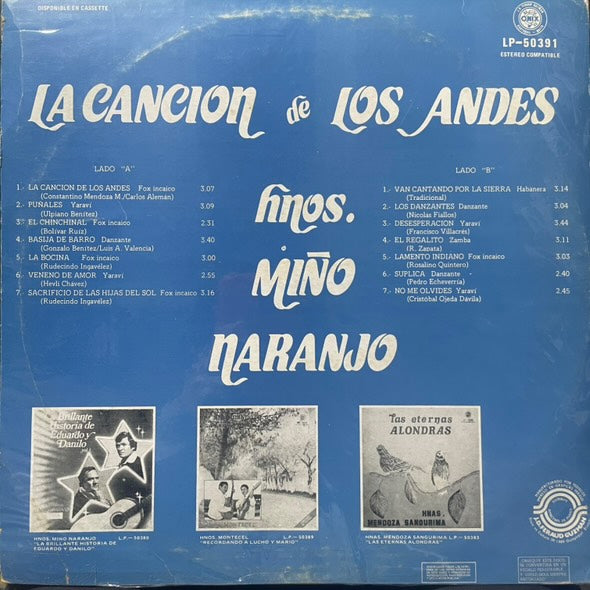 DISPONIBLE EN CASSETTE
ONIX
LP-50391
ESTEREO COMPATIBLE
LA CANCION de LOS ANDES
LADO "A"
1.- LA CANCION DE LOS ANDES Fox incaico 3.07
(Constantino Mendoza M./Carlos Alemán)
2.- PUÑALES Yaraví 3.09
(Ulpiano Benítez)
3.- EL CHINCHINAL Fox incaico 2.31
(Bolívar Ruíz)
4.- BASIJA DE BARRO Danzante 3.40
(Gonzalo Benítez/Luis A. Valencia)
5.- LA BOCINA Fox incaico 3.00
(Rudecindo Ingavélez)
6.- VENENO DE AMOR Yaraví 2.55
(Hevli Chávez)
7.- SACRIFICIO DE LAS HIJAS DEL SOL Fox incaico 3.16
(Rudecindo Ingavélez)
LADO "B"
1.- VAN CANTANDO POR LA SIERRA Habanera 3.14
(Tradicional)
2.- LOS DANZANTES Danzante 3.04
(Nicolás Fiallos)
3.- DESESPERACION Yaraví 3.44
(Francisco Villacrés)
4.- EL REGALITO Zamba 3.11
(R. Zapata)
5.- LAMENTO INDIANO Fox incaico 3.03
(Rosalino Quintero)
6.- SUPLICA Danzante 2.40
(Pedro Echeverría)
7.- NO ME OLVIDES Yaraví 2.45
(Cristóbal Ojeda Dávila)
hnos.
MIÑO
NARANJO
Brillante
Historia de
Eduardo y
Danilo
HNOS. MIÑO NARANJO L.P.-50383
"LA BRILLANTE HISTORIA DE
EDUARDO Y DANILO"
HNOS. MONTECEL L.P.-50389
"RECORDANDO A LUCHO Y MARIO"
Las eternas
ALONDRAS
HNAS.
MENDOZA SANGURIMA
HNAS. MENDOZA SANGURIMA L.P.-50383
"LAS ETERNAS ALONDRAS"
J.D. FERAUD GUZMAN